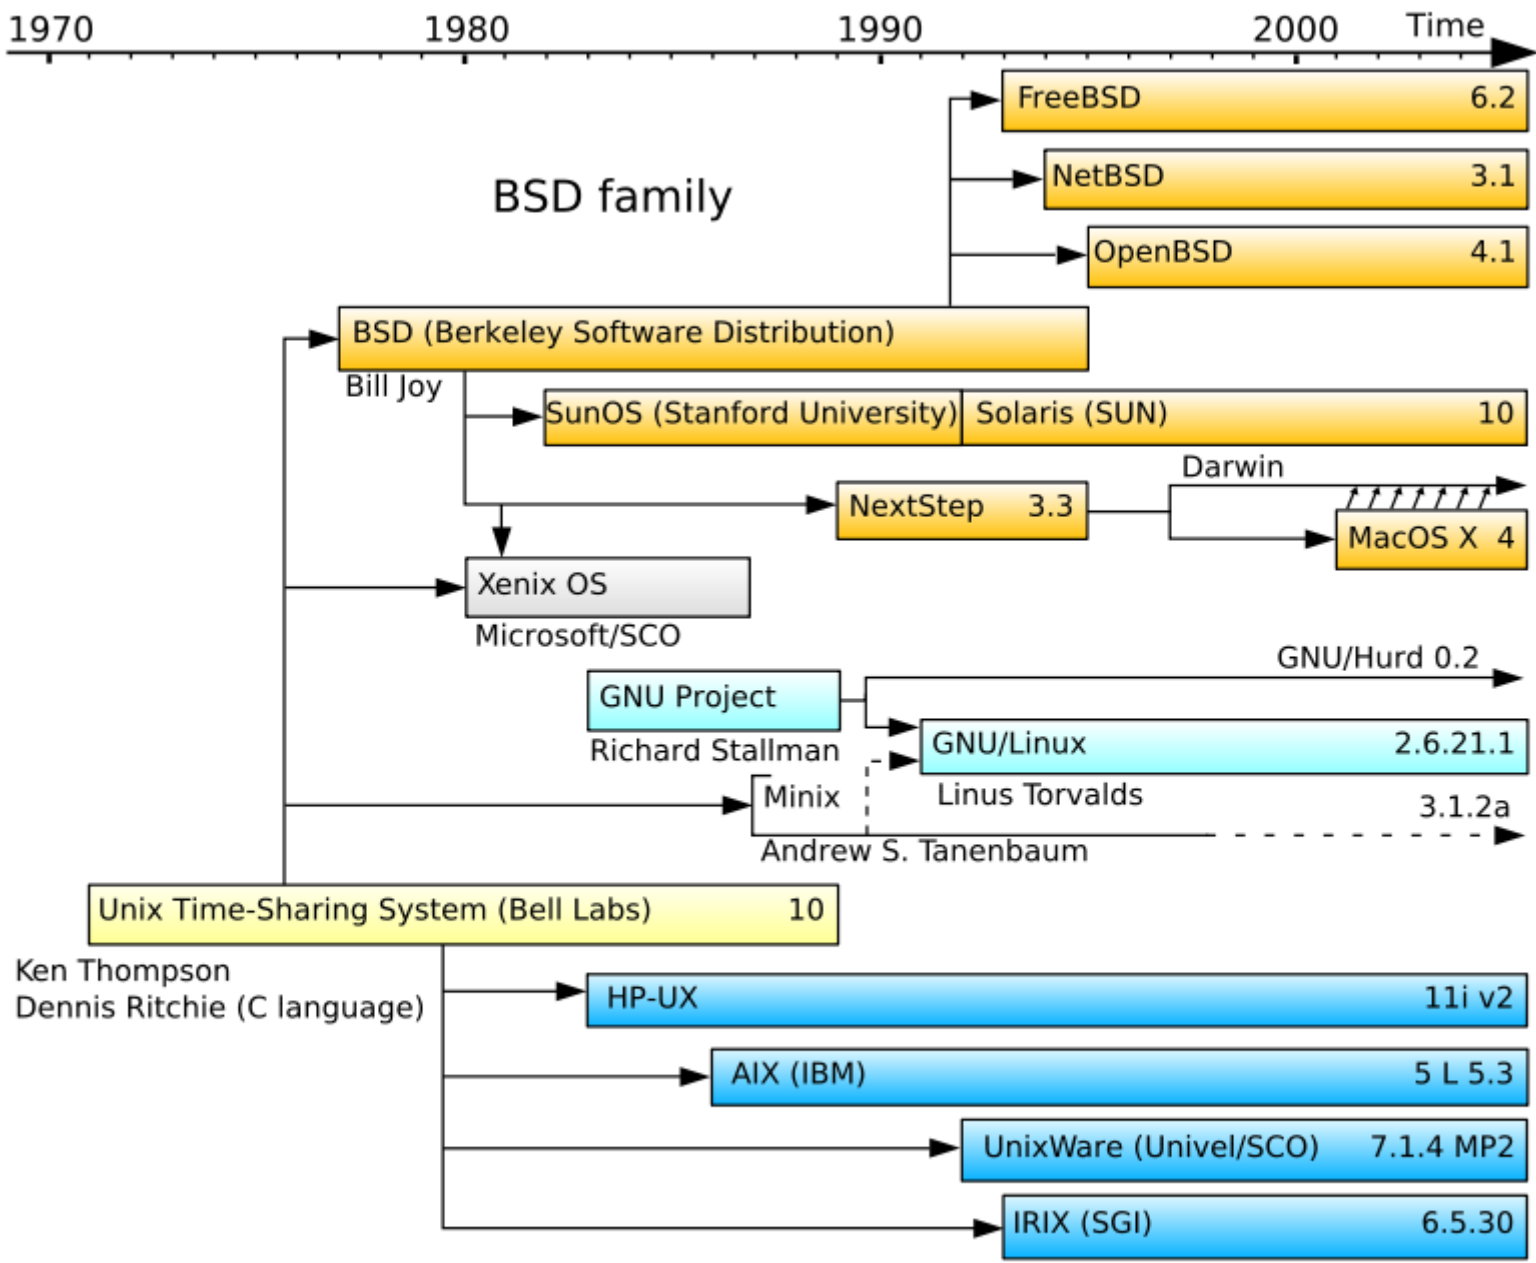 1970 1980 1990 2000 Time
FreeBSD 6.2
NetBSD 3.1
BSD family
OpenBSD 4.1
BSD (Berkeley Software Distribution)
Bill Joy
SunOS (Stanford University) Solaris (SUN) 10
Darwin
NextStep 3.3
MacOS X 4
Xenix OS
Microsoft/SCO
GNU/Hurd 0.2
GNU Project
Richard Stallman
GNU/Linux 2.6.21.1
Linus Torvalds
Minix
3.1.2a
Andrew S. Tanenbaum
Unix Time-Sharing System (Bell Labs) 10
Ken Thompson
Dennis Ritchie (C language)
HP-UX 11i v2
AIX (IBM) 5 L 5.3
UnixWare (Univel/SCO) 7.1.4 MP2
IRIX (SGI) 6.5.30